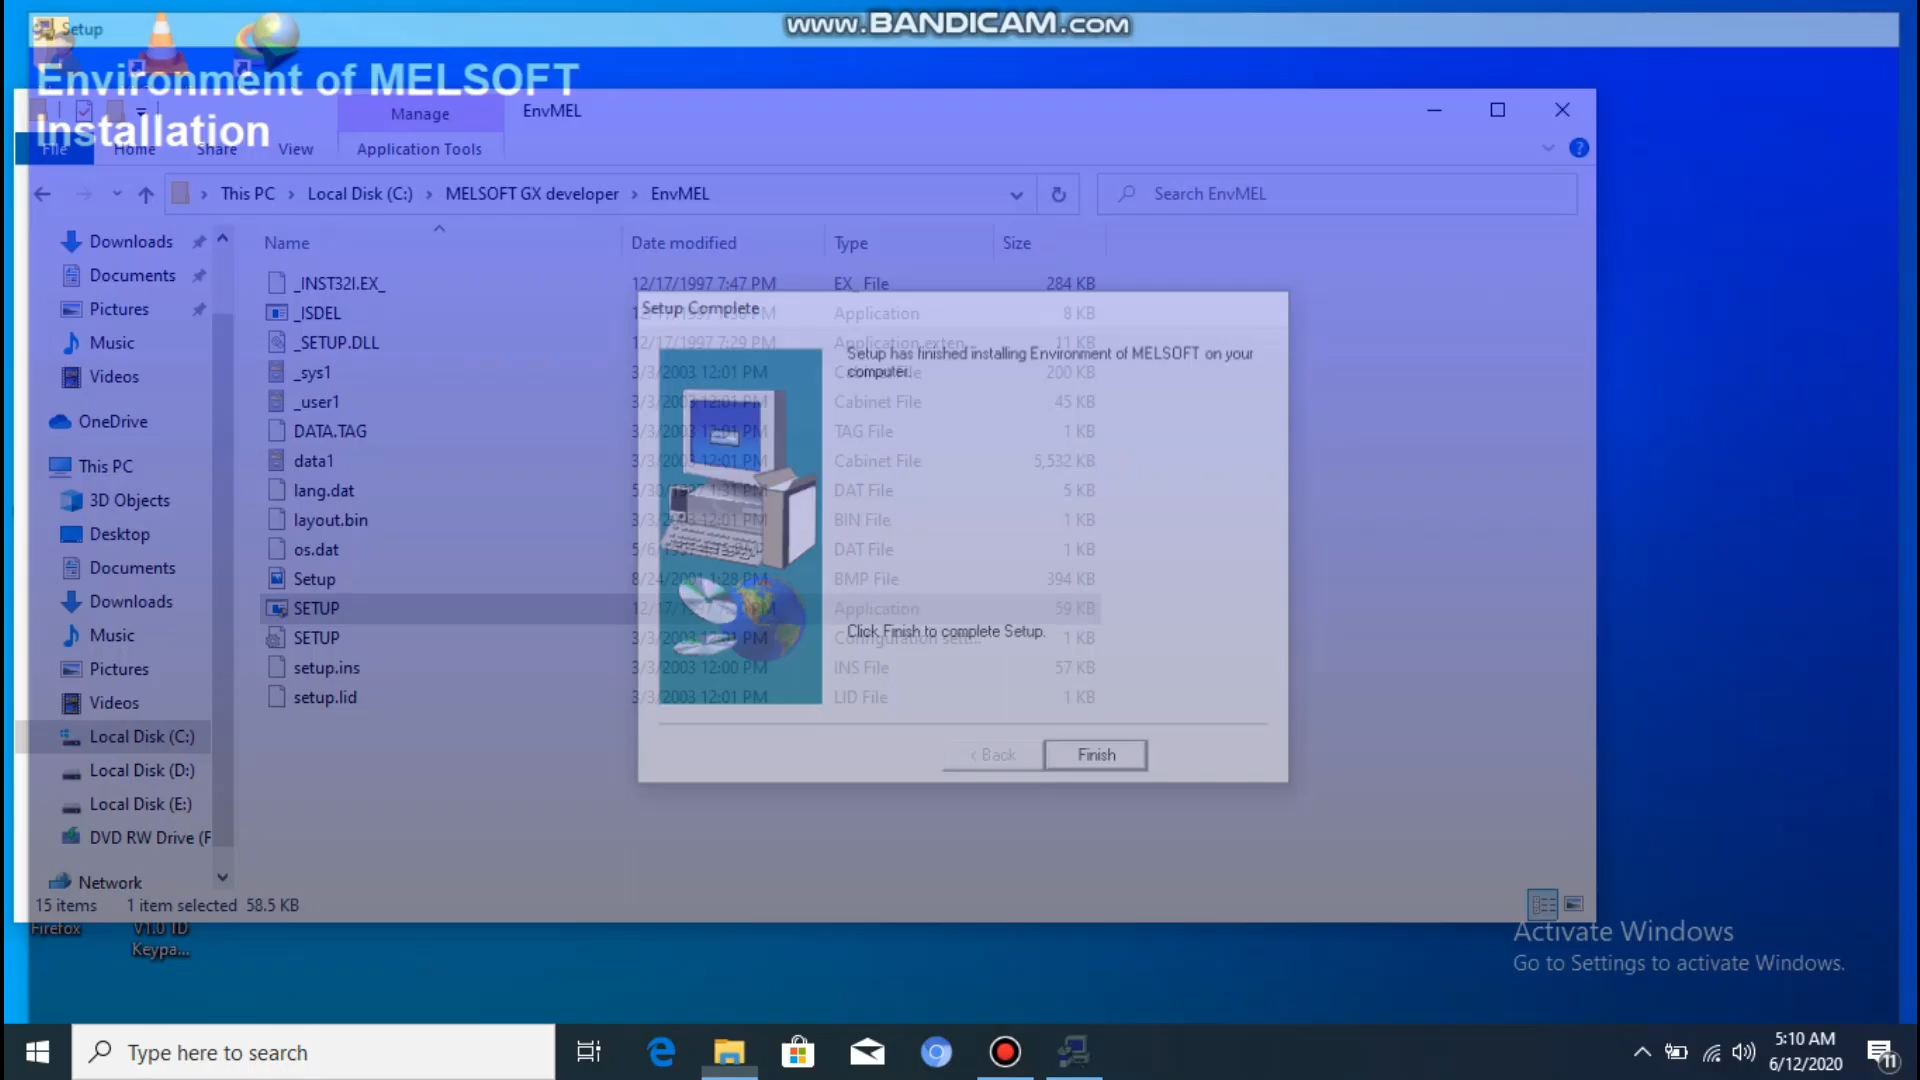 Setup
www.BANDICAM.com
Environment of MELSOFT
Installation
Manage
EnvMEL
File
Home
Share
View
Application Tools
This PC
Local Disk (C:)
MELSOFT GX developer
EnvMEL
Search EnvMEL
Name
Date modified
Type
Size
Downloads
Documents
Pictures
Music
Videos
OneDrive
This PC
3D Objects
Desktop
Documents
Downloads
Music
Pictures
Videos
Local Disk (C:)
Local Disk (D:)
Local Disk (E:)
DVD RW Drive (F
Network
_INST32I.EX_ 12/17/1997 7:47 PM EX_ File 284 KB
_ISDEL Application 8 KB
_SETUP.DLL 12/17/1997 7:29 PM Application exten 11 KB
_sys1 3/3/2003 12:01 PM 200 KB
_user1 3/3/2003 12:01 PM Cabinet File 45 KB
DATA.TAG 3/3/2003 12:01 PM TAG File 1 KB
data1 3/3/2003 12:01 PM Cabinet File 5,532 KB
lang.dat 5/30/1997 1:31 PM DAT File 5 KB
layout.bin 3/3/2003 12:01 PM BIN File 1 KB
os.dat DAT File 1 KB
Setup 8/24/2001 1:28 PM BMP File 394 KB
SETUP Application 59 KB
SETUP 3/3/2003 12:01 PM 1 KB
setup.ins 3/3/2003 12:00 PM INS File 57 KB
setup.lid 3/3/2003 12:01 PM LID File 1 KB
Setup Complete
Setup has finished installing Environment of MELSOFT on your
computer.
Click Finish to complete Setup.
< Back
Finish
15 items 1 item selected 58.5 KB
Firefox
V1.0 TD
Keypa...
Activate Windows
Go to Settings to activate Windows.
Type here to search
5:10 AM
6/12/2020
11